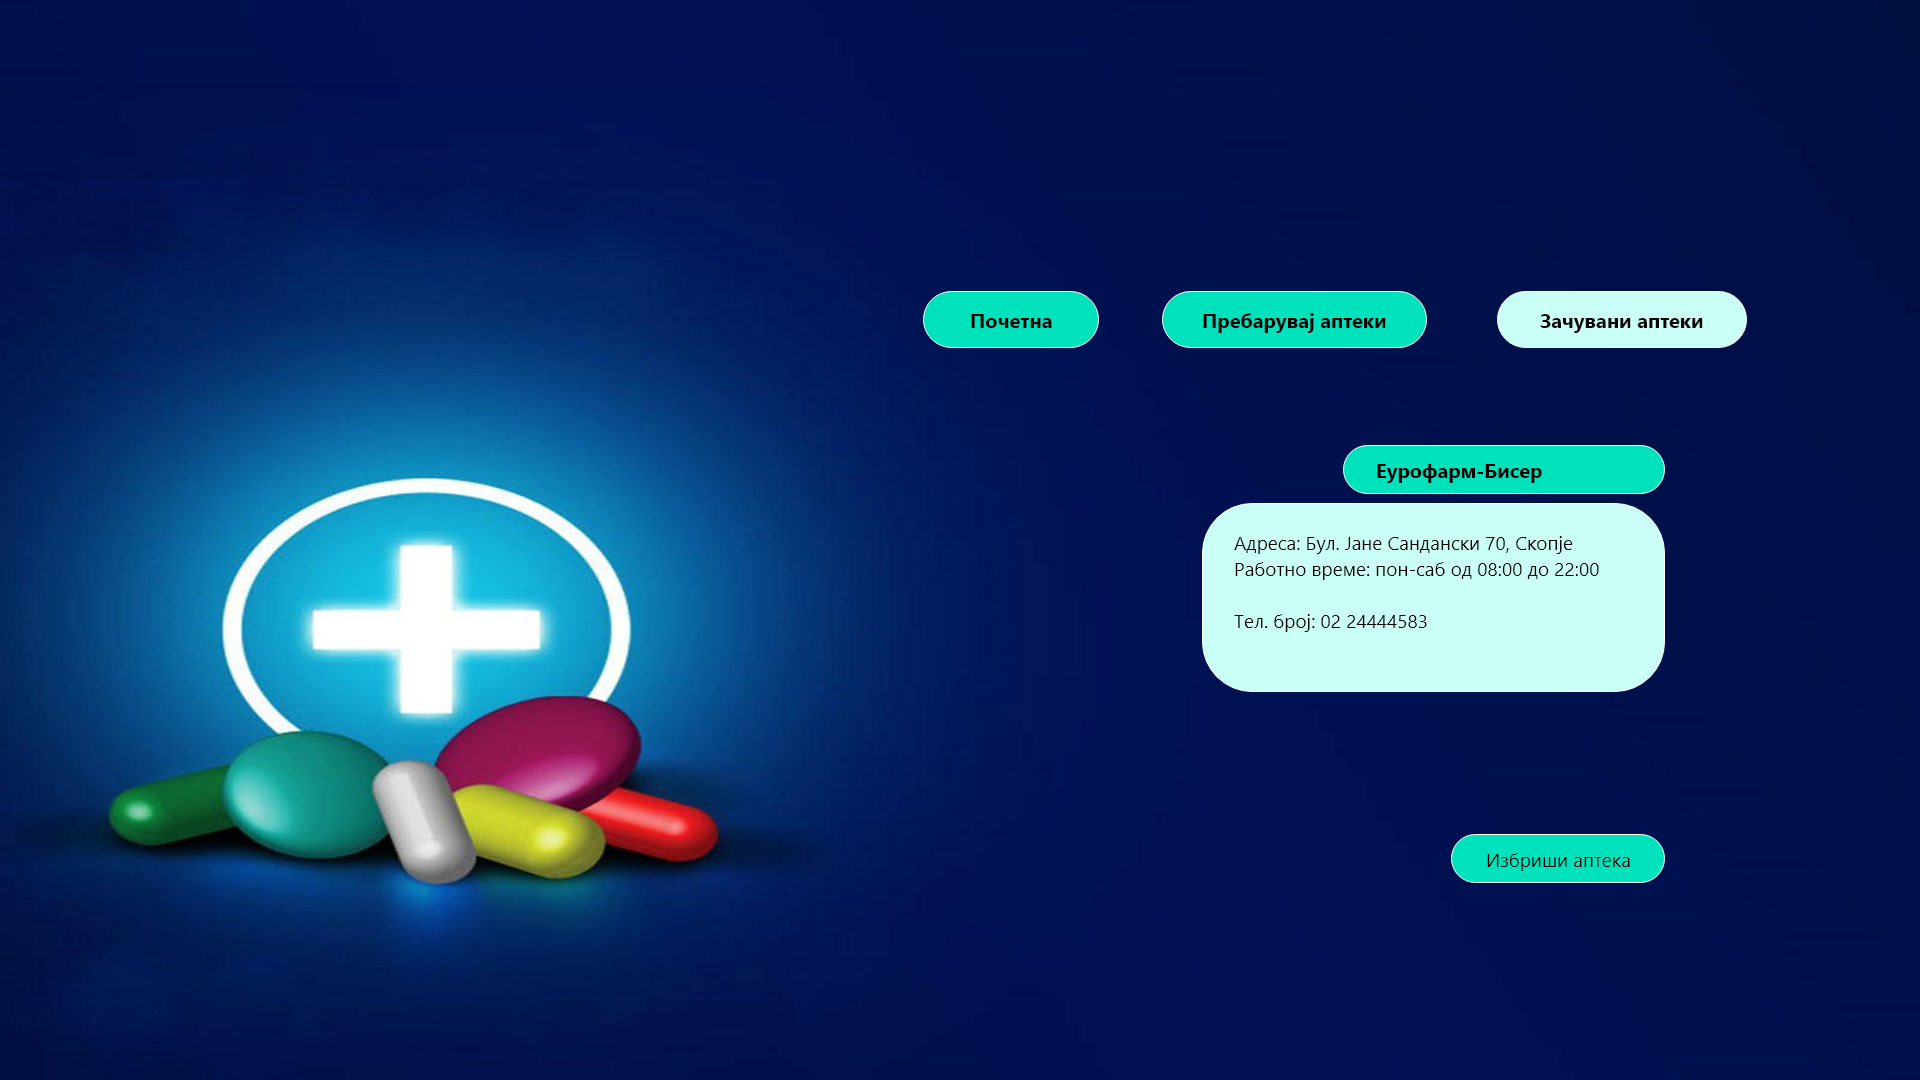 Почетна
Пребарувај аптеки
Зачувани аптеки
Еурофарм-Бисер
Адреса: Бул. Јане Сандански 70, Скопје
Работно време: пон-саб од 08:00 до 22:00
Тел. број: 02 24444583
Избриши аптека